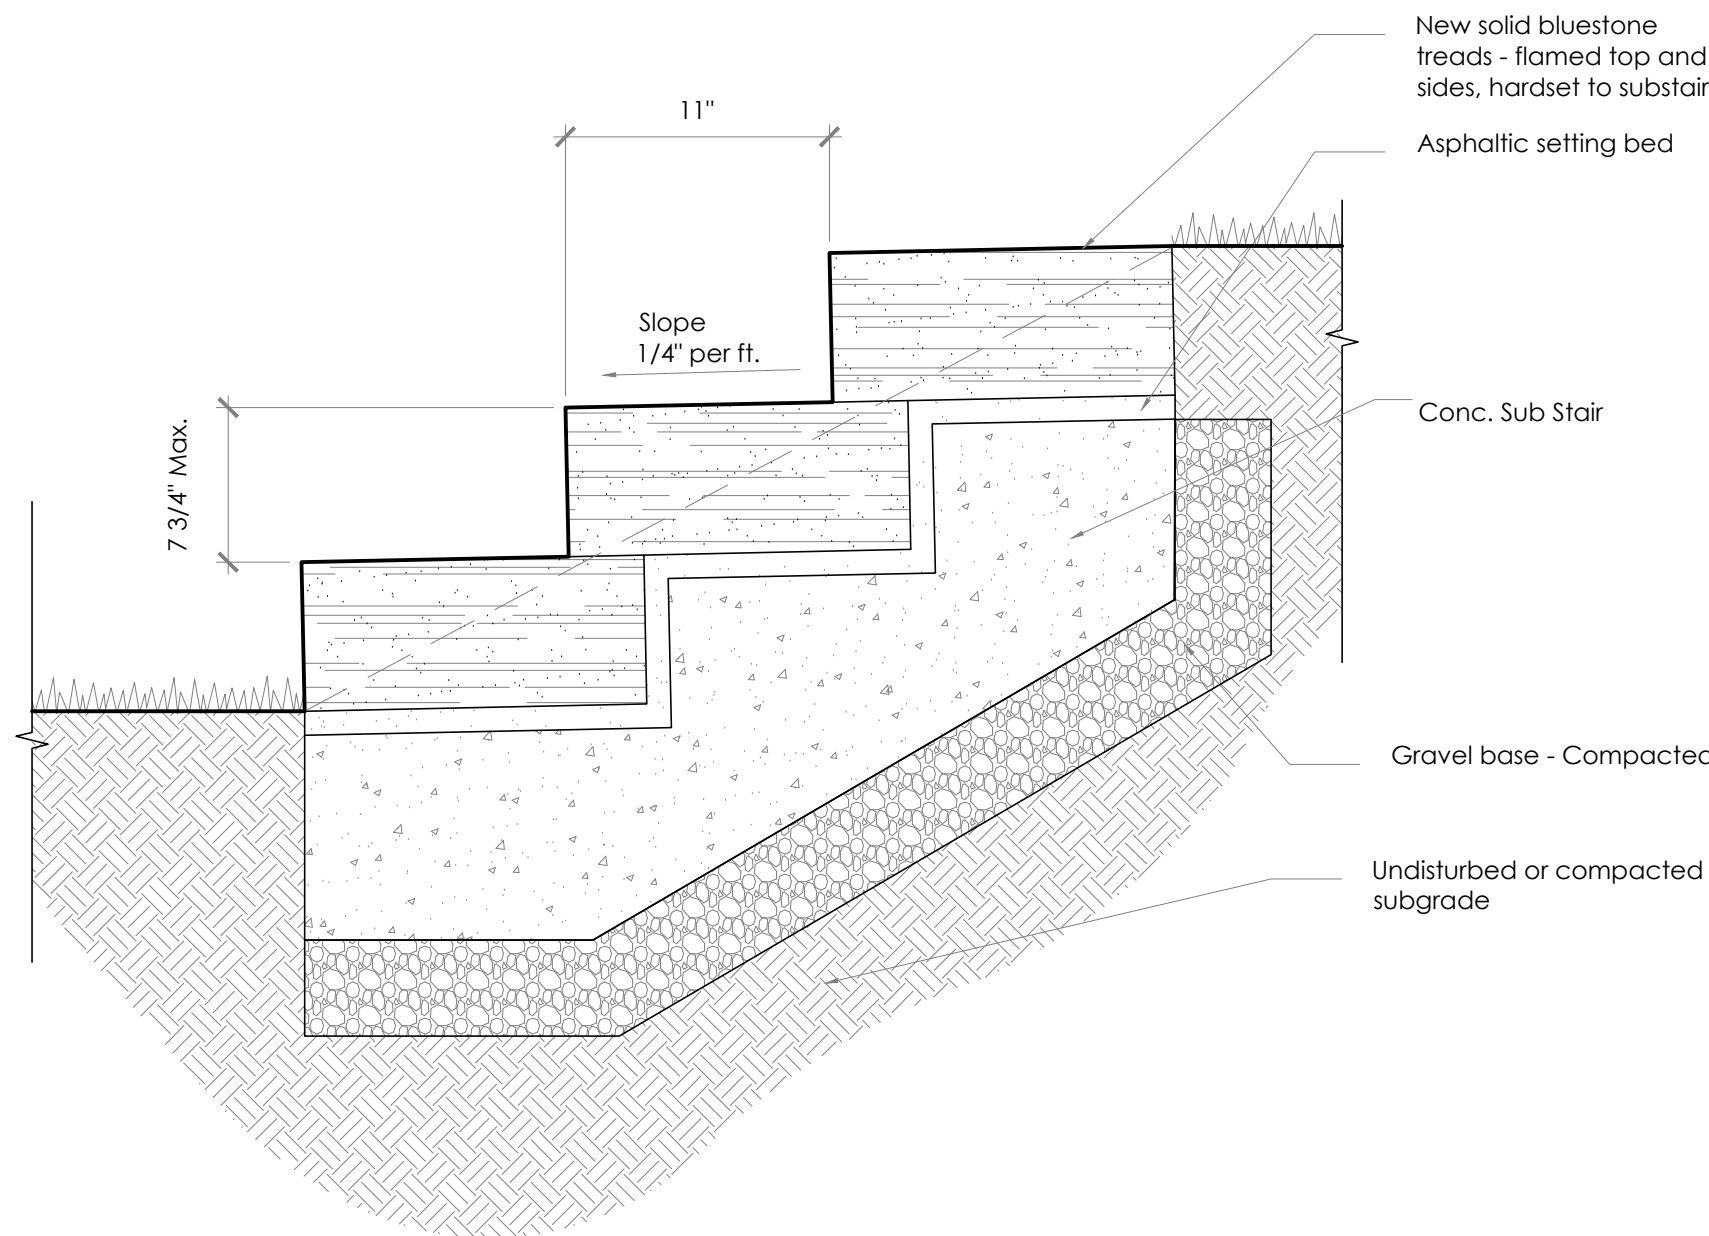 New solid bluestone
treads - flamed top and
sides, hardset to substair
11"
Asphaltic setting bed
Slope
1/4" per ft.
Conc. Sub Stair
7 3/4" Max.
Gravel base - Compacted
Undisturbed or compacted
subgrade